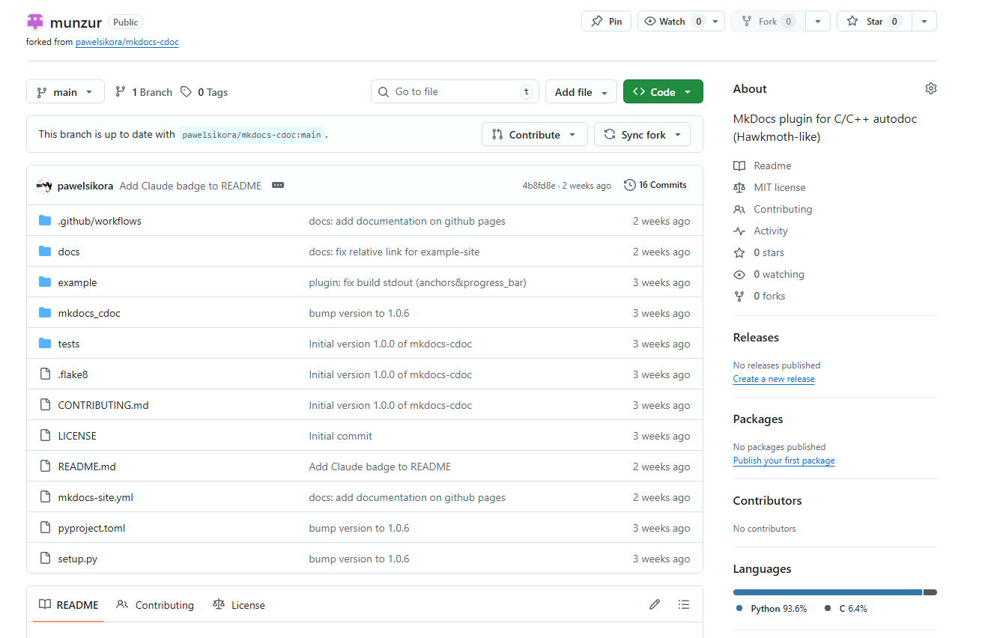 munzur Public Pin Watch 0 Fork 0 Star 0
forked from pawelsikora/mkdocs-cdoc
main 1 Branch 0 Tags Go to file t Add file Code
This branch is up to date with pawelsikora/mkdocs-cdoc:main .
Contribute Sync fork
pawelsikora Add Claude badge to README 4b8fd8e · 2 weeks ago 16 Commits
.github/workflows docs: add documentation on github pages 2 weeks ago
docs docs: fix relative link for example-site 2 weeks ago
example plugin: fix build stdout (anchors&progress_bar) 3 weeks ago
mkdocs_cdoc bump version to 1.0.6 3 weeks ago
tests Initial version 1.0.0 of mkdocs-cdoc 3 weeks ago
.flake8 Initial version 1.0.0 of mkdocs-cdoc 3 weeks ago
CONTRIBUTING.md Initial version 1.0.0 of mkdocs-cdoc 3 weeks ago
LICENSE Initial commit 3 weeks ago
README.md Add Claude badge to README 2 weeks ago
mkdocs-site.yml docs: add documentation on github pages 2 weeks ago
pyproject.toml bump version to 1.0.6 3 weeks ago
setup.py bump version to 1.0.6 3 weeks ago
README Contributing License
About
MkDocs plugin for C/C++ autodoc
(Hawkmoth-like)
Readme
MIT license
Contributing
Activity
0 stars
0 watching
0 forks
Releases
No releases published
Create a new release
Packages
No packages published
Publish your first package
Contributors
No contributors
Languages
Python 93.6% C 6.4%